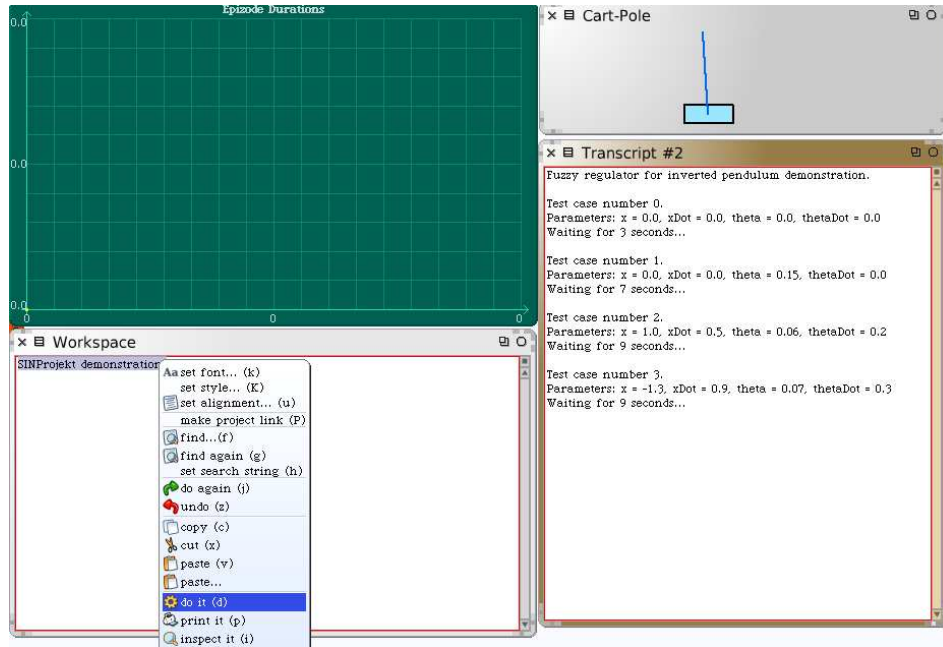 Epizode Durations
0.0
0.0
0.0
0
0
0
Cart-Pole
Transcript #2
Fuzzy regulator for inverted pendulum demonstration.
Test case number 0.
Parameters: x = 0.0, xDot = 0.0, theta = 0.0, thetaDot = 0.0
Waiting for 3 seconds...
Test case number 1.
Parameters: x = 0.0, xDot = 0.0, theta = 0.15, thetaDot = 0.0
Waiting for 7 seconds...
Test case number 2.
Parameters: x = 1.0, xDot = 0.5, theta = 0.06, thetaDot = 0.2
Waiting for 9 seconds...
Test case number 3.
Parameters: x = -1.3, xDot = 0.9, theta = 0.07, thetaDot = 0.3
Waiting for 9 seconds...
Workspace
SINProjekt demonstration
Aa set font... (k)
set style... (K)
set alignment... (u)
make project link (P)
find...(f)
find again (g)
set search string (h)
do again (j)
undo (z)
copy (c)
cut (x)
paste (v)
paste...
do it (d)
print it (p)
inspect it (i)